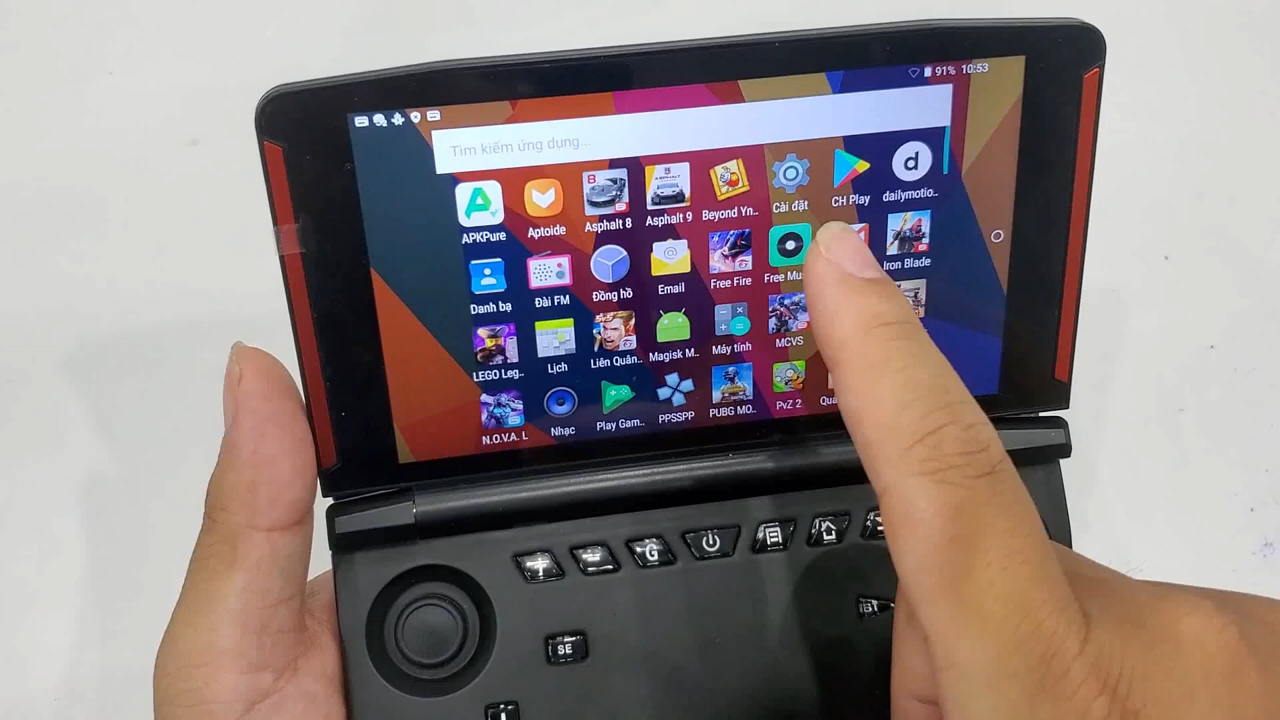 91% 10:53
Tìm kiếm ứng dụng...
APKPure
Aptoide
Asphalt 8
Asphalt 9
Beyond Yn..
Cài đặt
CH Play
dailymotio..
Danh bạ
Đài FM
Đồng hồ
Email
Free Fire
Free Mu
Iron Blade
LEGO Leg..
Lịch
Liên Quân..
Magisk M..
Máy tính
MCVS
N.O.V.A. L
Nhạc
Play Gam..
PPSSPP
PUBG MO..
PvZ 2
Qua
d
G
SE